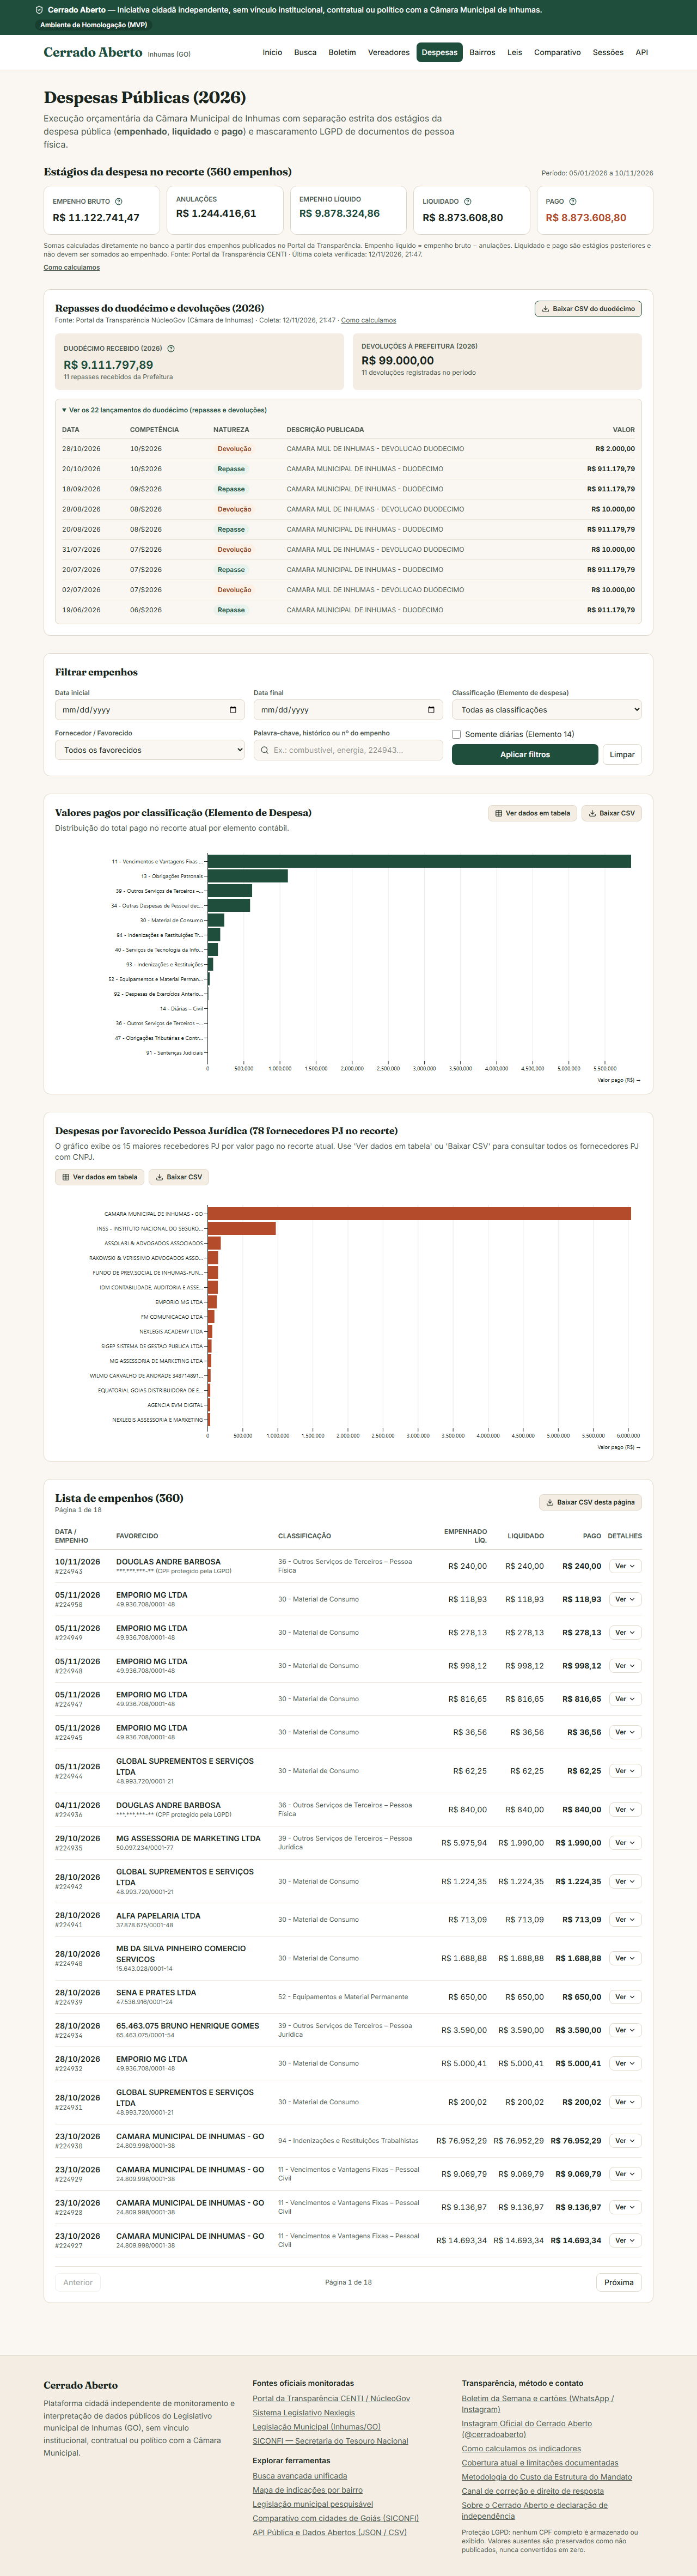 Cerrado Aberto — Iniciativa cidadã independente, sem vínculo institucional, contratual ou político com a Câmara Municipal de Inhumas.
Ambiente de Homologação (MVP)
Cerrado Aberto Inhumas (GO)
Início Busca Boletim Vereadores Despesas Bairros Leis Comparativo Sessões API
Despesas Públicas (2026)
Execução orçamentária da Câmara Municipal de Inhumas com separação estrita dos estágios da
despesa pública (empenhado, liquidado e pago) e mascaramento LGPD de documentos de pessoa
física.
Estágios da despesa no recorte (360 empenhos)
Período: 05/01/2026 a 10/11/2026
EMPENHO BRUTO
R$ 11.122.741,47
ANULAÇÕES
R$ 1.244.416,61
EMPENHO LÍQUIDO
R$ 9.878.324,86
LIQUIDADO
R$ 8.873.608,80
PAGO
R$ 8.873.608,80
Somas calculadas diretamente no banco a partir dos empenhos publicados no Portal da Transparência. Empenho líquido = empenho bruto − anulações. Liquidado e pago são estágios posteriores e
não devem ser somados ao empenhado. Fonte: Portal da Transparência CENTI · Última coleta verificada: 12/11/2026, 21:47.
Como calculamos
Repasses do duodécimo e devoluções (2026)
Fonte: Portal da Transparência NúcleoGov (Câmara de Inhumas) · Coleta: 12/11/2026, 21:47 · Como calculamos
Baixar CSV do duodécimo
DUODÉCIMO RECEBIDO (2026)
R$ 9.111.797,89
11 repasses recebidos da Prefeitura
DEVOLUÇÕES À PREFEITURA (2026)
R$ 99.000,00
11 devoluções registradas no período
▼ Ver os 22 lançamentos do duodécimo (repasses e devoluções)
DATA COMPETÊNCIA NATUREZA DESCRIÇÃO PUBLICADA VALOR
28/10/2026 10/$2026 Devolução CAMARA MUL DE INHUMAS - DEVOLUCAO DUODECIMO R$ 2.000,00
20/10/2026 10/$2026 Repasse CAMARA MUNICIPAL DE INHUMAS - DUODECIMO R$ 911.179,79
18/09/2026 09/$2026 Repasse CAMARA MUNICIPAL DE INHUMAS - DUODECIMO R$ 911.179,79
28/08/2026 08/$2026 Devolução CAMARA MUL DE INHUMAS - DEVOLUCAO DUODECIMO R$ 10.000,00
20/08/2026 08/$2026 Repasse CAMARA MUNICIPAL DE INHUMAS - DUODECIMO R$ 911.179,79
31/07/2026 07/$2026 Devolução CAMARA MUL DE INHUMAS - DEVOLUCAO DUODECIMO R$ 10.000,00
20/07/2026 07/$2026 Repasse CAMARA MUNICIPAL DE INHUMAS - DUODECIMO R$ 911.179,79
02/07/2026 07/$2026 Devolução CAMARA MUL DE INHUMAS - DEVOLUCAO DUODECIMO R$ 10.000,00
19/06/2026 06/$2026 Repasse CAMARA MUNICIPAL DE INHUMAS - DUODECIMO R$ 911.179,79
Filtrar empenhos
Data inicial
mm/dd/yyyy
Data final
mm/dd/yyyy
Classificação (Elemento de despesa)
Todas as classificações
Fornecedor / Favorecido
Todos os favorecidos
Palavra-chave, histórico ou nº do empenho
Ex.: combustível, energia, 224943...
Somente diárias (Elemento 14)
Aplicar filtros Limpar
Valores pagos por classificação (Elemento de Despesa)
Ver dados em tabela Baixar CSV
Distribuição do total pago no recorte atual por elemento contábil.
11 - Vencimentos e Vantagens Fixas ...
13 - Obrigações Patronais
39 - Outros Serviços de Terceiros –...
34 - Outras Despesas de Pessoal dec...
30 - Material de Consumo
94 - Indenizações e Restituições Tr...
40 - Serviços de Tecnologia da Info...
93 - Indenizações e Restituições
52 - Equipamentos e Material Perman...
92 - Despesas de Exercícios Anterio...
14 - Diárias – Civil
36 - Outros Serviços de Terceiros –...
47 - Obrigações Tributárias e Contr...
91 - Sentenças Judiciais
0 500,000 1,000,000 1,500,000 2,000,000 2,500,000 3,000,000 3,500,000 4,000,000 4,500,000 5,000,000 5,500,000
Valor pago (R$) →
Despesas por favorecido Pessoa Jurídica (78 fornecedores PJ no recorte)
O gráfico exibe os 15 maiores recebedores PJ por valor pago no recorte atual. Use 'Ver dados em tabela' ou 'Baixar CSV' para consultar todos os fornecedores PJ
com CNPJ.
Ver dados em tabela Baixar CSV
CAMARA MUNICIPAL DE INHUMAS - GO
INSS - INSTITUTO NACIONAL DO SEGURO...
ASSOLARI & ADVOGADOS ASSOCIADOS
RAKOWSKI & VERISSIMO ADVOGADOS ASSO...
FUNDO DE PREV.SOCIAL DE INHUMAS-FUN...
IDM CONTABILIDADE, AUDITORIA E ASSE...
EMPORIO MG LTDA
FM COMUNICACAO LTDA
NEXLEGIS ACADEMY LTDA
SIGEP SISTEMA DE GESTAO PUBLICA LTDA
MG ASSESSORIA DE MARKETING LTDA
WILMO CARVALHO DE ANDRADE 348714891...
EQUATORIAL GOIAS DISTRIBUIDORA DE E...
AGENCIA SVM DIGITAL
NEXLEGIS ASSESSORIA E MARKETING
0 500,000 1,000,000 1,500,000 2,000,000 2,500,000 3,000,000 3,500,000 4,000,000 4,500,000 5,000,000 5,500,000 6,000,000
Valor pago (R$) →
Lista de empenhos (360)
Página 1 de 18
Baixar CSV desta página
DATA / EMPENHO FAVORECIDO CLASSIFICAÇÃO EMPENHADO LÍQ. LIQUIDADO PAGO DETALHES
10/11/2026 DOUGLAS ANDRE BARBOSA 36 - Outros Serviços de Terceiros – Pessoa Física R$ 240,00 R$ 240,00 R$ 240,00 Ver
#224943 ***.***.***-** (CPF protegido pela LGPD)
05/11/2026 EMPORIO MG LTDA 30 - Material de Consumo R$ 118,93 R$ 118,93 R$ 118,93 Ver
#224950 49.936.708/0001-48
05/11/2026 EMPORIO MG LTDA 30 - Material de Consumo R$ 278,13 R$ 278,13 R$ 278,13 Ver
#224949 49.936.708/0001-48
05/11/2026 EMPORIO MG LTDA 30 - Material de Consumo R$ 998,12 R$ 998,12 R$ 998,12 Ver
#224948 49.936.708/0001-48
05/11/2026 EMPORIO MG LTDA 30 - Material de Consumo R$ 816,65 R$ 816,65 R$ 816,65 Ver
#224947 49.936.708/0001-48
05/11/2026 EMPORIO MG LTDA 30 - Material de Consumo R$ 36,56 R$ 36,56 R$ 36,56 Ver
#224945 49.936.708/0001-48
05/11/2026 GLOBAL SUPREMENTOS E SERVIÇOS LTDA 30 - Material de Consumo R$ 62,25 R$ 62,25 R$ 62,25 Ver
#224944 48.993.720/0001-21
04/11/2026 DOUGLAS ANDRE BARBOSA 36 - Outros Serviços de Terceiros – Pessoa Física R$ 840,00 R$ 840,00 R$ 840,00 Ver
#224936 ***.***.***-** (CPF protegido pela LGPD)
29/10/2026 MG ASSESSORIA DE MARKETING LTDA 39 - Outros Serviços de Terceiros – Pessoa Jurídica R$ 5.975,94 R$ 1.990,00 R$ 1.990,00 Ver
#224935 50.097.234/0001-77
28/10/2026 GLOBAL SUPREMENTOS E SERVIÇOS LTDA 30 - Material de Consumo R$ 1.224,35 R$ 1.224,35 R$ 1.224,35 Ver
#224942 48.993.720/0001-21
28/10/2026 ALFA PAPELARIA LTDA 30 - Material de Consumo R$ 713,09 R$ 713,09 R$ 713,09 Ver
#224941 37.878.675/0001-48
28/10/2026 MB DA SILVA PINHEIRO COMERCIO SERVICOS 30 - Material de Consumo R$ 1.688,88 R$ 1.688,88 R$ 1.688,88 Ver
#224940 15.643.028/0001-14
28/10/2026 SENA E PRATES LTDA 52 - Equipamentos e Material Permanente R$ 650,00 R$ 650,00 R$ 650,00 Ver
#224939 47.536.916/0001-24
28/10/2026 65.463.075 BRUNO HENRIQUE GOMES 39 - Outros Serviços de Terceiros – Pessoa Jurídica R$ 3.590,00 R$ 3.590,00 R$ 3.590,00 Ver
#224934 65.463.075/0001-54
28/10/2026 EMPORIO MG LTDA 30 - Material de Consumo R$ 5.000,41 R$ 5.000,41 R$ 5.000,41 Ver
#224932 49.936.708/0001-48
28/10/2026 GLOBAL SUPREMENTOS E SERVIÇOS LTDA 30 - Material de Consumo R$ 200,02 R$ 200,02 R$ 200,02 Ver
#224931 48.993.720/0001-21
23/10/2026 CAMARA MUNICIPAL DE INHUMAS - GO 94 - Indenizações e Restituições Trabalhistas R$ 76.952,29 R$ 76.952,29 R$ 76.952,29 Ver
#224930 24.809.998/0001-38
23/10/2026 CAMARA MUNICIPAL DE INHUMAS - GO 11 - Vencimentos e Vantagens Fixas – Pessoal Civil R$ 9.069,79 R$ 9.069,79 R$ 9.069,79 Ver
#224929 24.809.998/0001-38
23/10/2026 CAMARA MUNICIPAL DE INHUMAS - GO 11 - Vencimentos e Vantagens Fixas – Pessoal Civil R$ 9.136,97 R$ 9.136,97 R$ 9.136,97 Ver
#224928 24.809.998/0001-38
23/10/2026 CAMARA MUNICIPAL DE INHUMAS - GO 11 - Vencimentos e Vantagens Fixas – Pessoal Civil R$ 14.693,34 R$ 14.693,34 R$ 14.693,34 Ver
#224927 24.809.998/0001-38
Anterior Página 1 de 18 Próxima
Cerrado Aberto
Plataforma cidadã independente de monitoramento e
interpretação de dados públicos do Legislativo
municipal de Inhumas (GO), sem vínculo
institucional, contratual ou político com a Câmara
Municipal.
Fontes oficiais monitoradas
Portal da Transparência CENTI / NúcleoGov
Sistema Legislativo Nexlegis
Legislação Municipal (Inhumas/GO)
SICONFI — Secretaria do Tesouro Nacional
Explorar ferramentas
Busca avançada unificada
Mapa de indicações por bairro
Legislação municipal pesquisável
Comparativo com cidades de Goiás (SICONFI)
API Pública e Dados Abertos (JSON / CSV)
Transparência, método e contato
Boletim da Semana e cartões (WhatsApp /
Instagram)
Instagram Oficial do Cerrado Aberto
(@cerradoaberto)
Como calculamos os indicadores
Cobertura atual e limitações documentadas
Metodologia do Custo da Estrutura do Mandato
Canal de correção e direito de resposta
Sobre o Cerrado Aberto e declaração de
independência
Proteção LGPD: nenhum CPF completo é armazenado ou
exibido. Valores ausentes são preservados como não
publicados, nunca convertidos em zero.